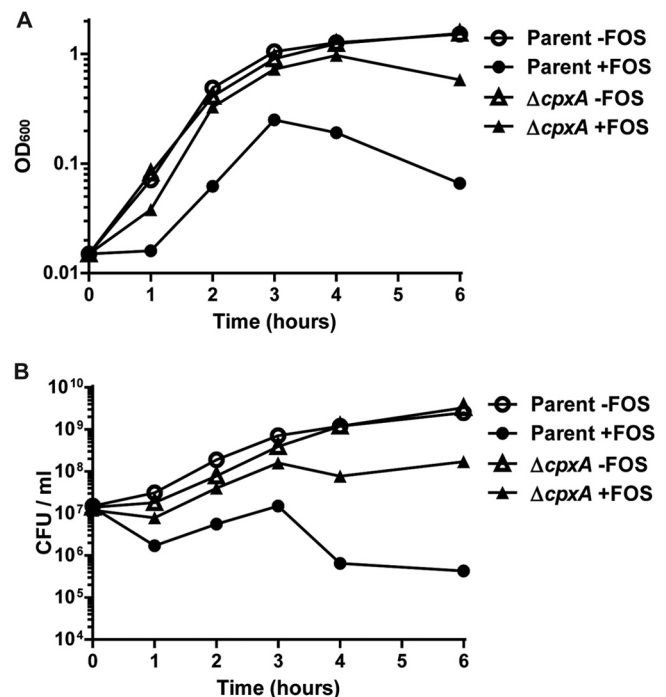 A
OD₆₀₀
1
0.1
0.01
0 1 2 3 4 5 6
Time (hours)
Parent -FOS
Parent +FOS
ΔcpxA -FOS
ΔcpxA +FOS
B
CFU / ml
10¹⁰
10⁹
10⁸
10⁷
10⁶
10⁵
10⁴
0 1 2 3 4 5 6
Time (hours)
Parent -FOS
Parent +FOS
ΔcpxA -FOS
ΔcpxA +FOS